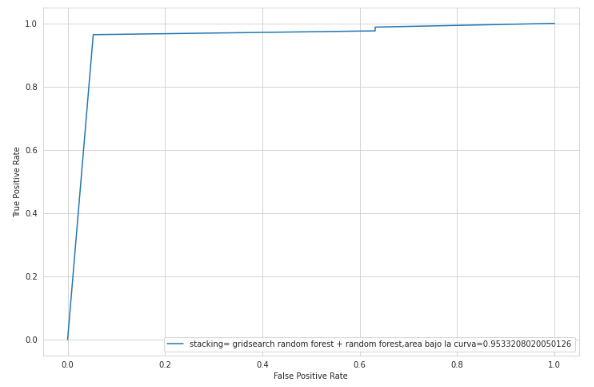 1.0
0.8
0.6
0.4
0.2
0.0
True Positive Rate
stacking= gridsearch random forest + random forest,area bajo la curva=0.9533208020050126
0.0 0.2 0.4 0.6 0.8 1.0
False Positive Rate